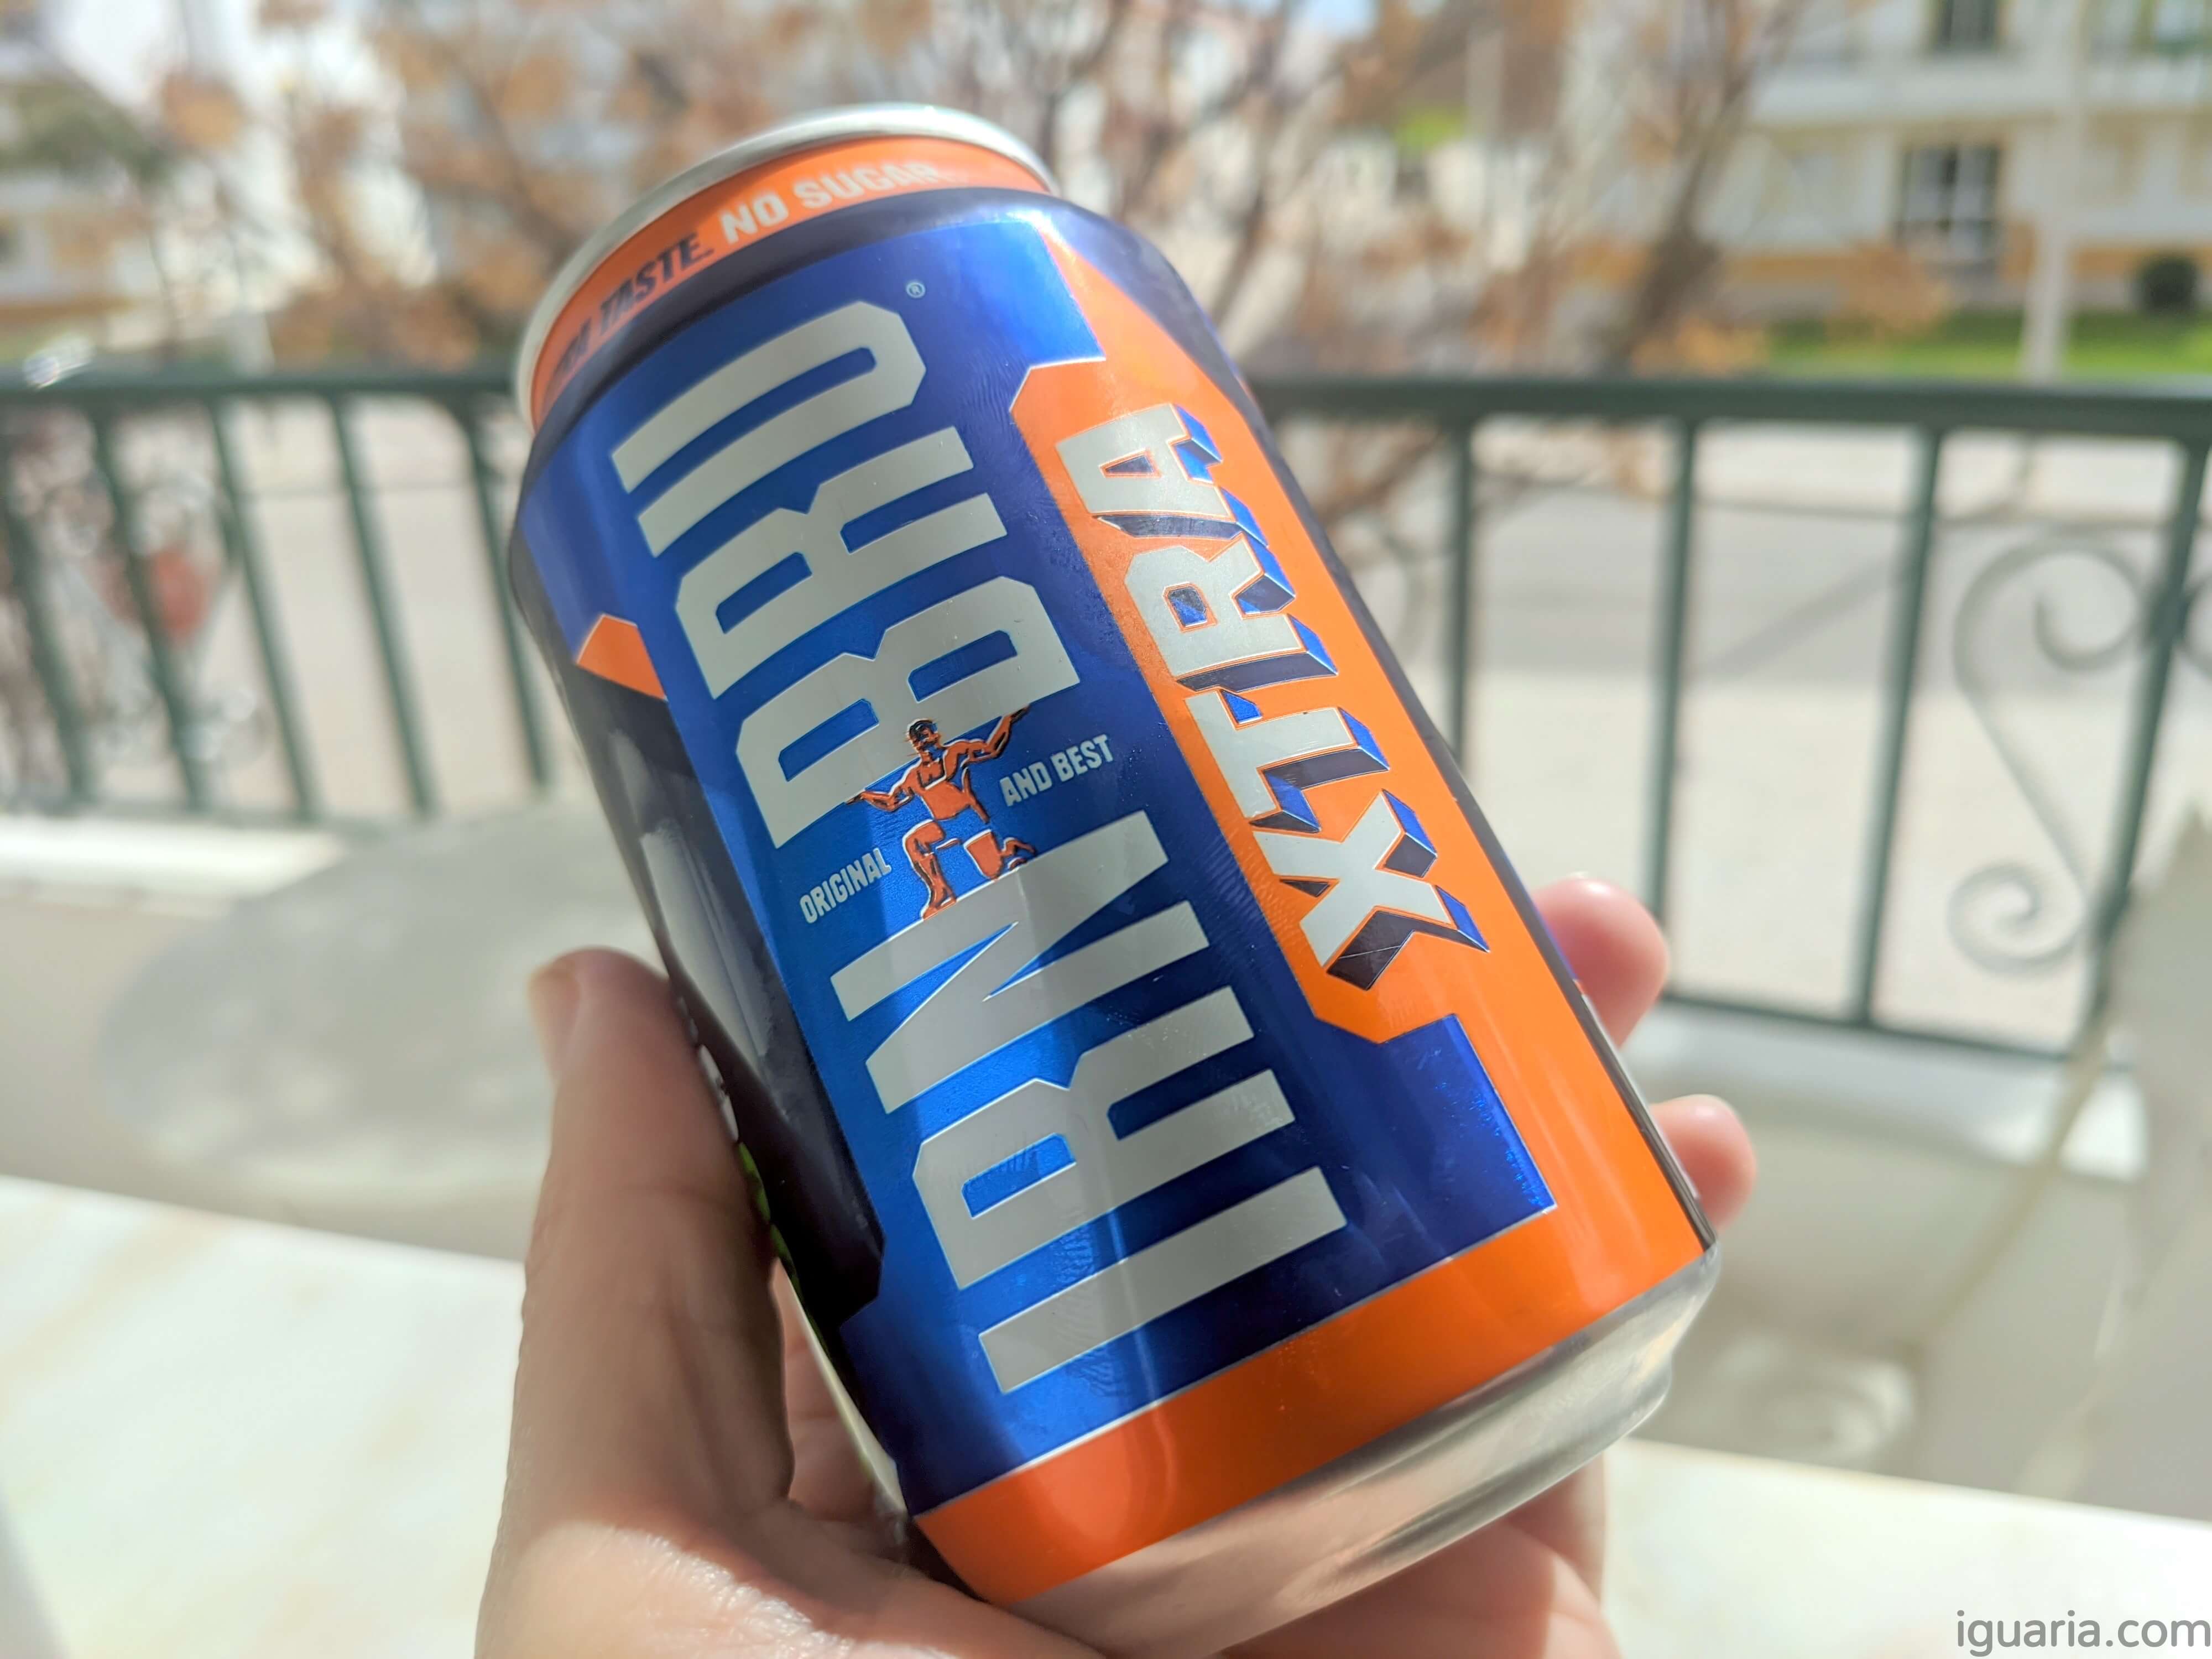 TASTE. NO SUGAR
IRN BRU®
ORIGINAL AND BEST
XTRA
iguaria.com